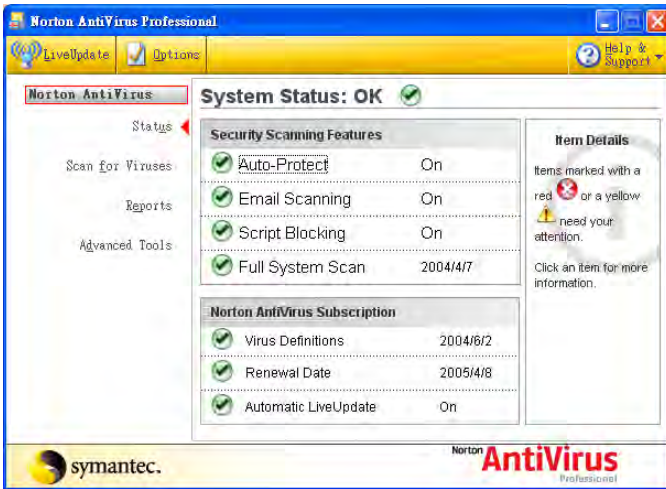 Norton AntiVirus Professional
LiveUpdate Options Help & Support
Norton AntiVirus
Status
Scan for Viruses
Reports
Advanced Tools
System Status: OK
Security Scanning Features
Auto-Protect On
Email Scanning On
Script Blocking On
Full System Scan 2004/4/7
Norton AntiVirus Subscription
Virus Definitions 2004/6/2
Renewal Date 2005/4/8
Automatic LiveUpdate On
Item Details
Items marked with a
red or a yellow
need your
attention.
Click an item for more
information.
symantec.
Norton AntiVirus
Professional